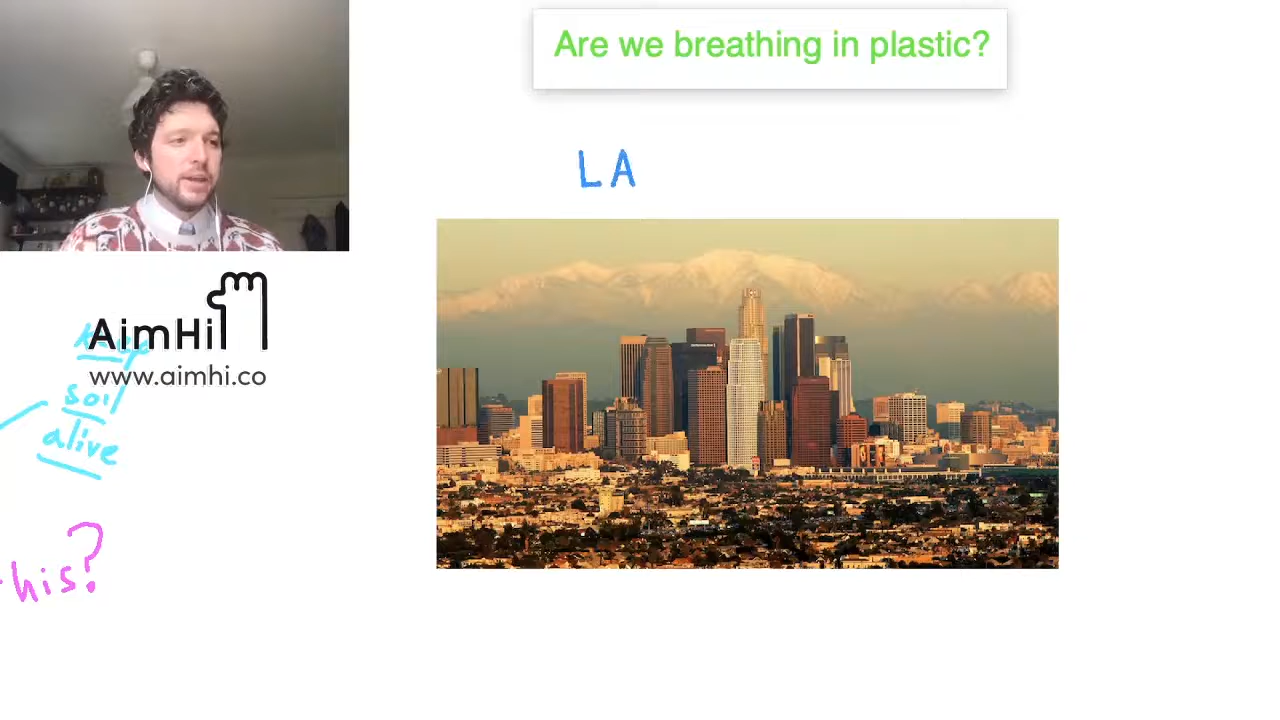 Are we breathing in plastic?
LA
AimHi
www.aimhi.co
soil
alive
his?